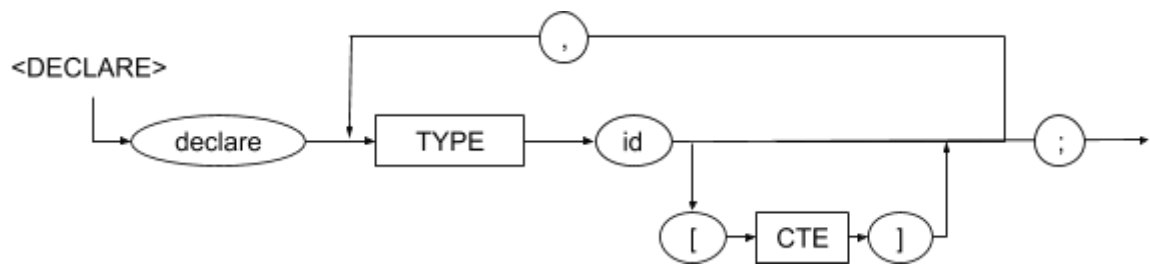 ,
<DECLARE>
declare TYPE id ;
[ CTE ]